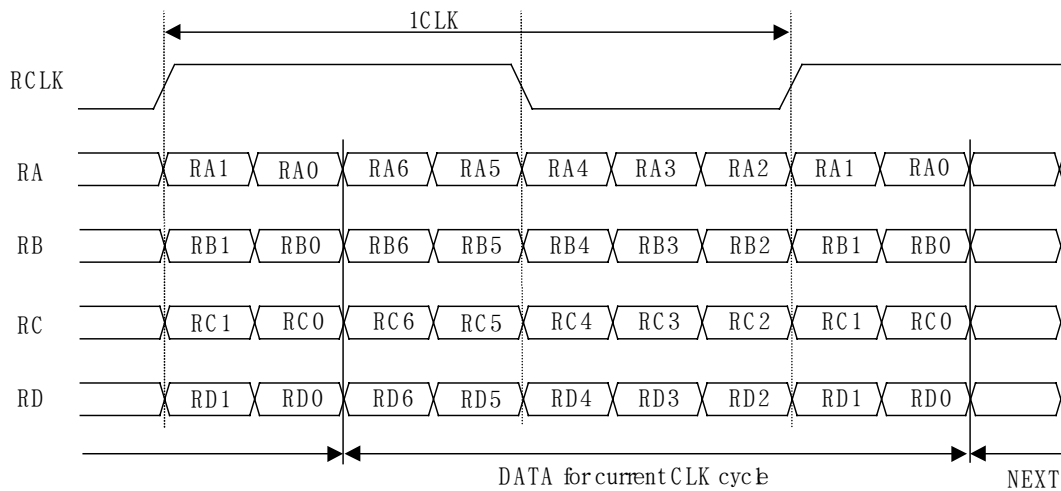 1CLK
RCLK
RA RA1 RA0 RA6 RA5 RA4 RA3 RA2 RA1 RA0
RB RB1 RB0 RB6 RB5 RB4 RB3 RB2 RB1 RB0
RC RC1 RC0 RC6 RC5 RC4 RC3 RC2 RC1 RC0
RD RD1 RD0 RD6 RD5 RD4 RD3 RD2 RD1 RD0
DATA for current CLK cycle NEXT